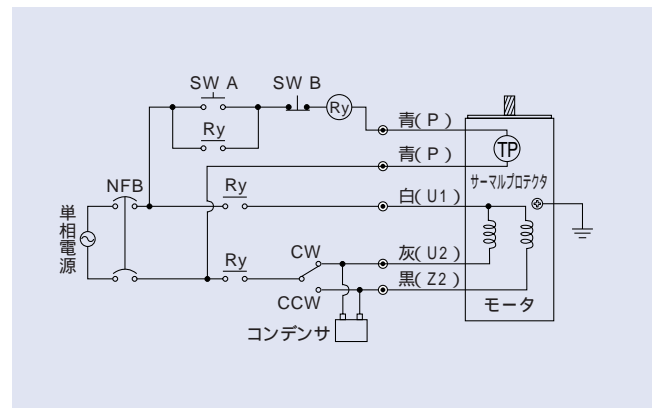 SW A
SW B
Ry
Ry
青(P)
青(P)
TP
サーマルプロテクタ
NFB
Ry
白(U1)
単相電源
Ry
CW
灰(U2)
CCW
黒(Z2)
モータ
コンデンサ